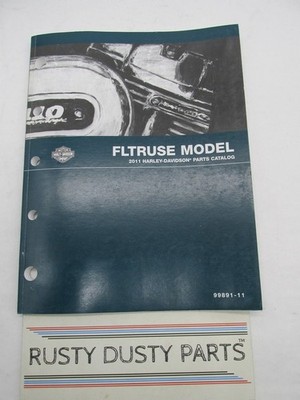 110
FLTRUSE MODEL
2011 HARLEY-DAVIDSON® PARTS CATALOG
99891-11
RUSTY DUSTY PARTS™